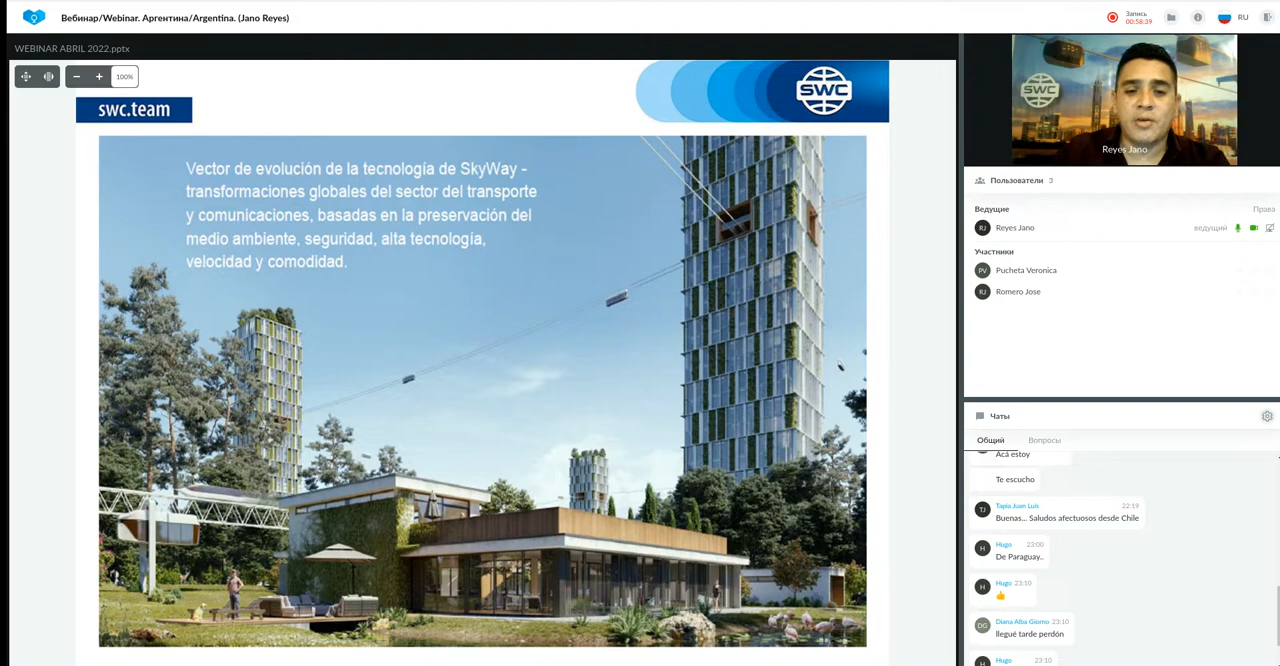 Вебинар/Webinar. Аргентина/Argentina. (Jano Reyes)
Запись
00:58:39
RU
WEBINAR ABRIL 2022.pptx
100%
swc.team
SWC
Vector de evolución de la tecnología de SkyWay -
transformaciones globales del sector del transporte
y comunicaciones, basadas en la preservación del
medio ambiente, seguridad, alta tecnología,
velocidad y comodidad.
SWC
Reyes Jano
Пользователи 3
Ведущие Права
RJ Reyes Jano ведущий
Участники
PV Pucheta Veronica
RJ Romero Jose
Чаты
Общий Вопросы
Acá estoy
Te escucho
TJ Tapia Juan Luis 22:19
Buenas... Saludos afectuosos desde Chile
H Hugo 23:00
De Paraguay..
H Hugo 23:10
👍
DG Diana Alba Giorno 23:10
llegué tarde perdón
H Hugo 23:10